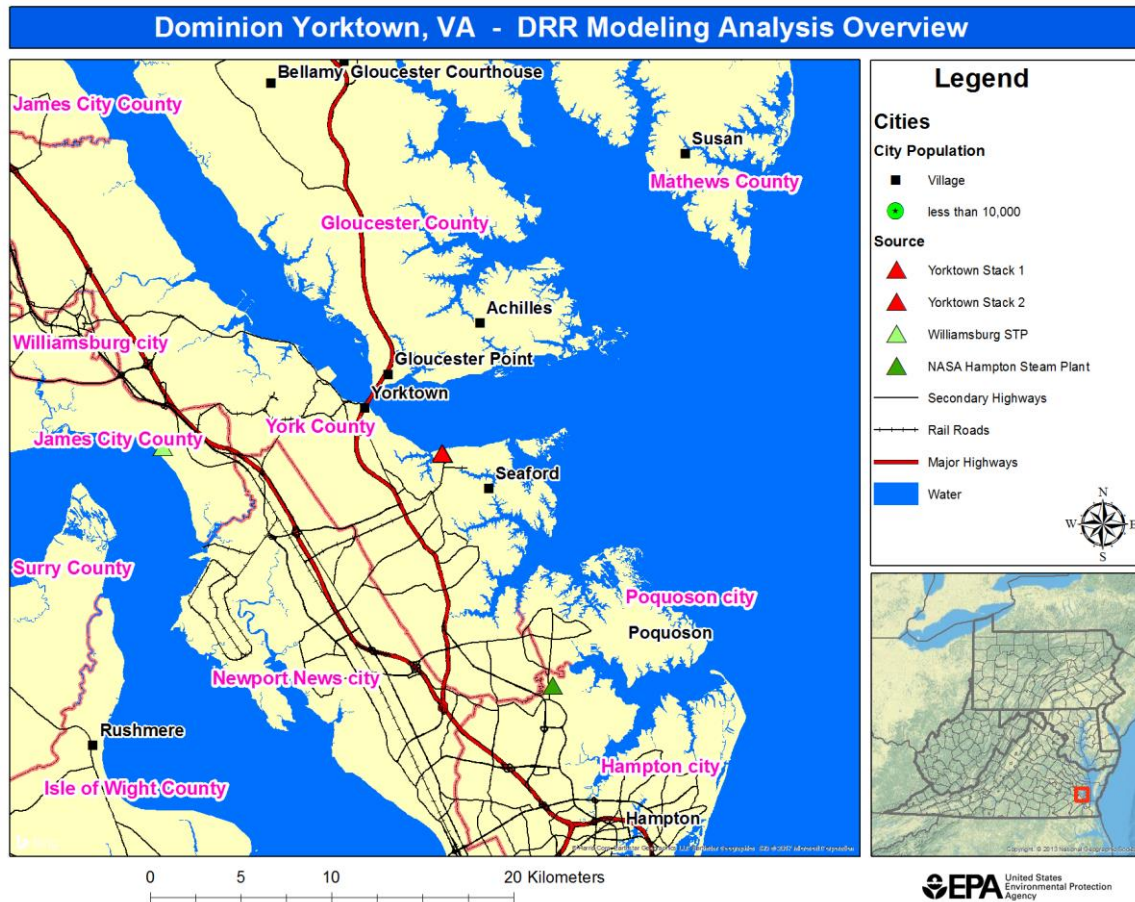 Dominion Yorktown, VA - DRR Modeling Analysis Overview
Bellamy
Gloucester Courthouse
James City County
Susan
Mathews County
Gloucester County
Achilles
Williamsburg city
Gloucester Point
Yorktown
York County
James City County
Seaford
Surry County
Poquoson city
Poquoson
Newport News city
Rushmere
Hampton city
Isle of Wight County
Hampton
0 5 10 20 Kilometers
Legend
Cities
City Population
Village
less than 10,000
Source
Yorktown Stack 1
Yorktown Stack 2
Williamsburg STP
NASA Hampton Steam Plant
Secondary Highways
Rail Roads
Major Highways
Water
N
W E
S
EPA
United States
Environmental Protection
Agency